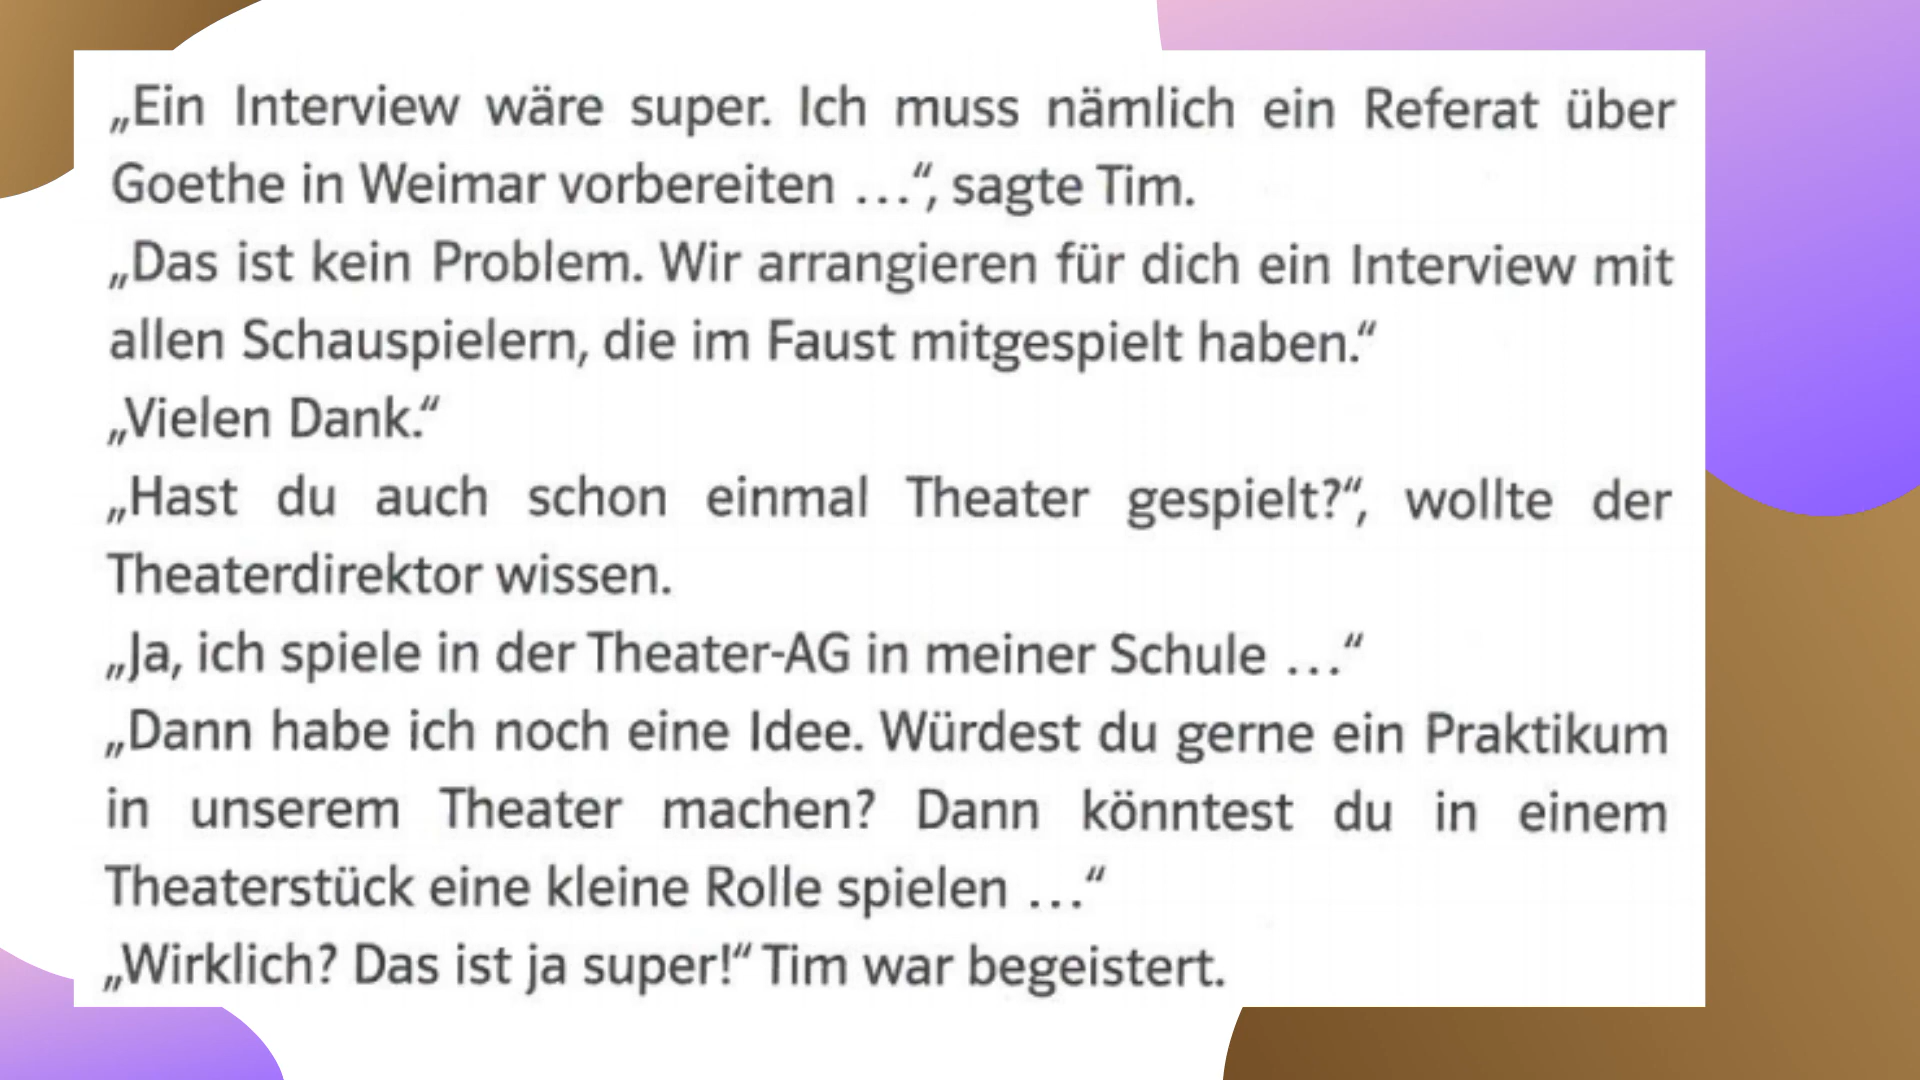 „Ein Interview wäre super. Ich muss nämlich ein Referat über
Goethe in Weimar vorbereiten …“, sagte Tim.
„Das ist kein Problem. Wir arrangieren für dich ein Interview mit
allen Schauspielern, die im Faust mitgespielt haben.“
„Vielen Dank.“
„Hast du auch schon einmal Theater gespielt?“, wollte der
Theaterdirektor wissen.
„Ja, ich spiele in der Theater-AG in meiner Schule …“
„Dann habe ich noch eine Idee. Würdest du gerne ein Praktikum
in unserem Theater machen? Dann könntest du in einem
Theaterstück eine kleine Rolle spielen …“
„Wirklich? Das ist ja super!“ Tim war begeistert.